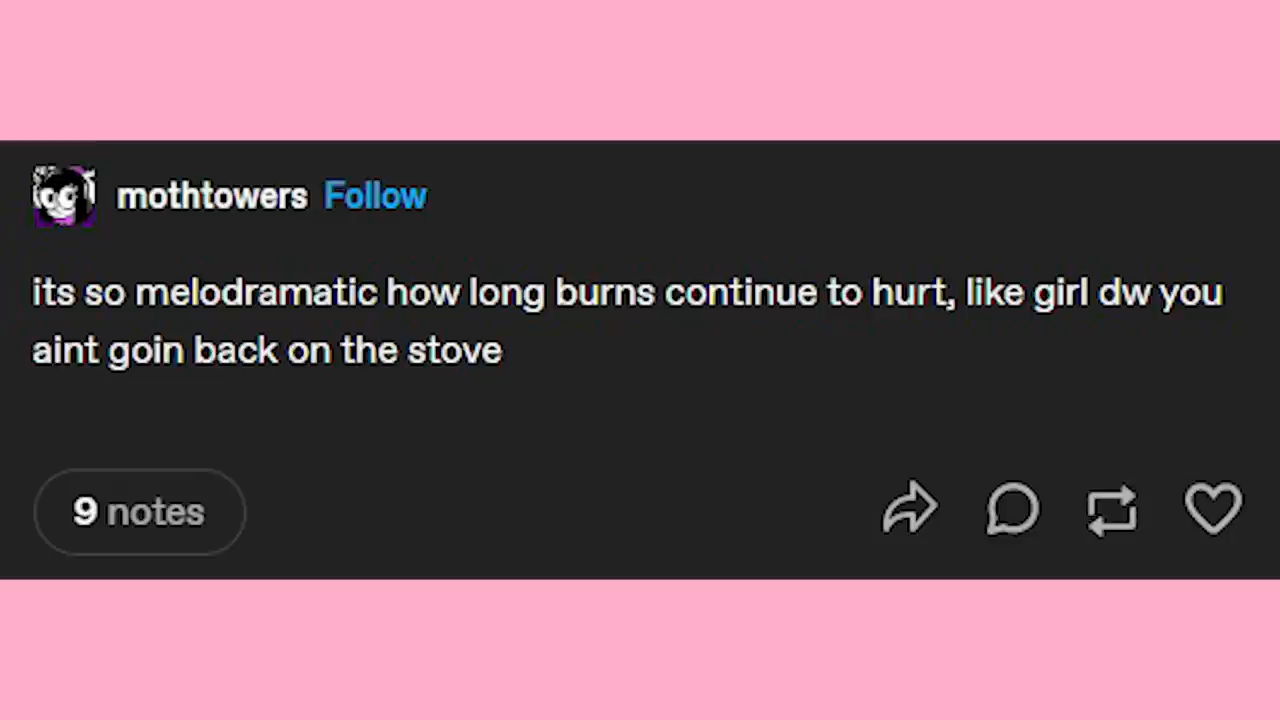 mothtowers Follow
its so melodramatic how long burns continue to hurt, like girl dw you
aint goin back on the stove
9 notes